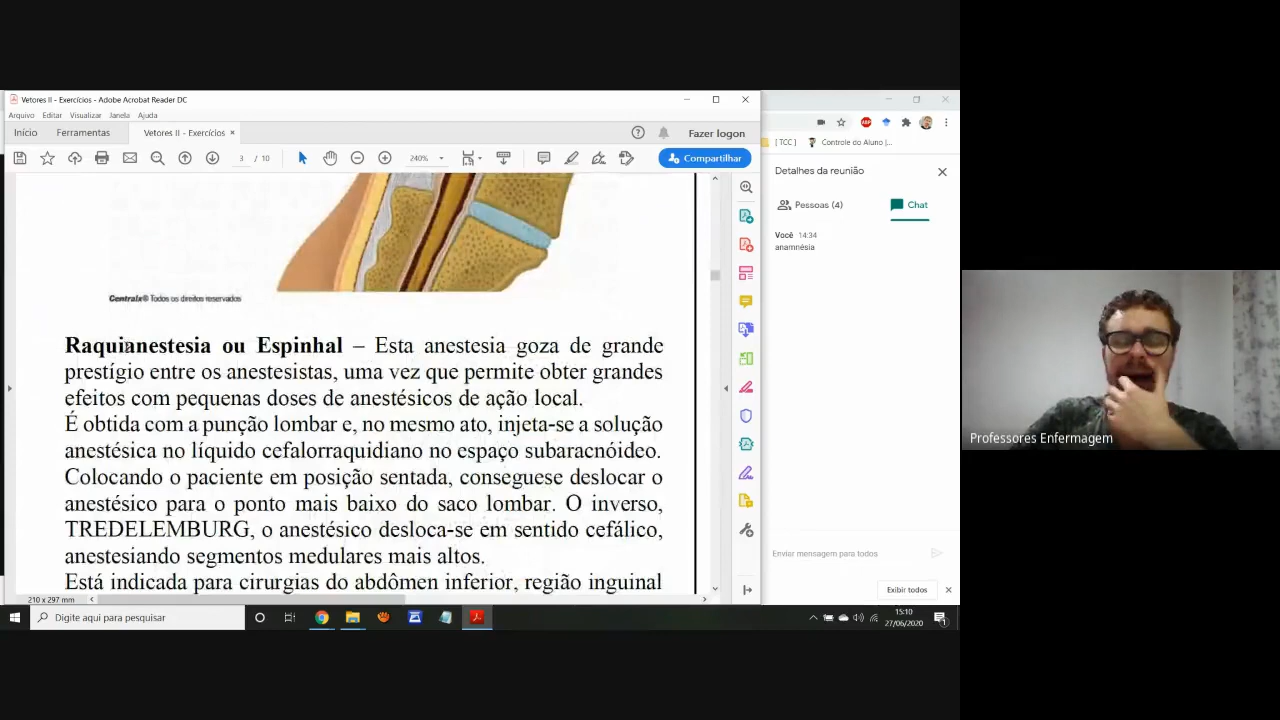 Vetores II - Exercícios - Adobe Acrobat Reader DC
Arquivo Editar Visualizar Janela Ajuda
Início Ferramentas Vetores II - Exercícios × Fazer logon
3 / 10 240% Compartilhar
Centralx® Todos os direitos reservados
Raquianestesia ou Espinhal – Esta anestesia goza de grande
prestígio entre os anestesistas, uma vez que permite obter grandes
efeitos com pequenas doses de anestésicos de ação local.
É obtida com a punção lombar e, no mesmo ato, injeta-se a solução
anestésica no líquido cefalorraquidiano no espaço subaracnóideo.
Colocando o paciente em posição sentada, conseguese deslocar o
anestésico para o ponto mais baixo do saco lombar. O inverso,
TREDELEMBURG, o anestésico desloca-se em sentido cefálico,
anestesiando segmentos medulares mais altos.
Está indicada para cirurgias do abdômen inferior, região inguinal
210 x 297 mm
ABP
[ TCC ] Controle do Aluno |...
Detalhes da reunião
Pessoas (4) Chat
Você 14:34
anamnésia
Enviar mensagem para todos
Exibir todos
Professores Enfermagem
Digite aqui para pesquisar
15:10
27/06/2020